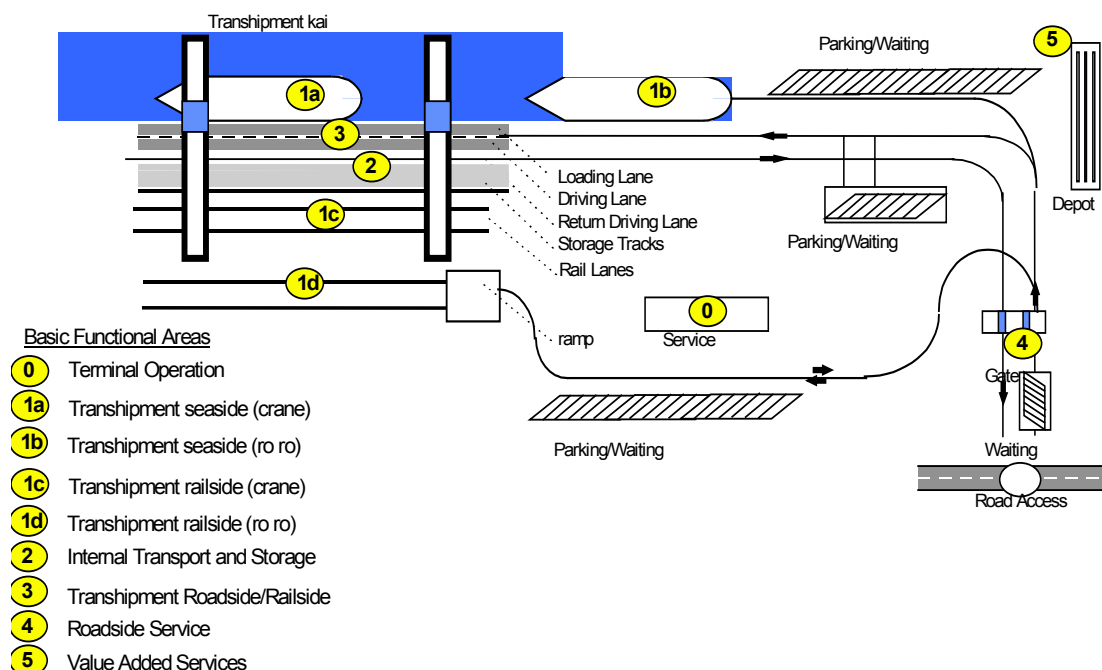 Transhipment kai
Parking/Waiting
5
1a
1b
3
2
Loading Lane
Driving Lane
Return Driving Lane
Storage Tracks
Rail Lanes
1c
Parking/Waiting
Depot
1d
ramp
0
Service
4
Gate
Parking/Waiting
Waiting
Road Access
Basic Functional Areas
0 Terminal Operation
1a Transhipment seaside (crane)
1b Transhipment seaside (ro ro)
1c Transhipment railside (crane)
1d Transhipment railside (ro ro)
2 Internal Transport and Storage
3 Transhipment Roadside/Railside
4 Roadside Service
5 Value Added Services